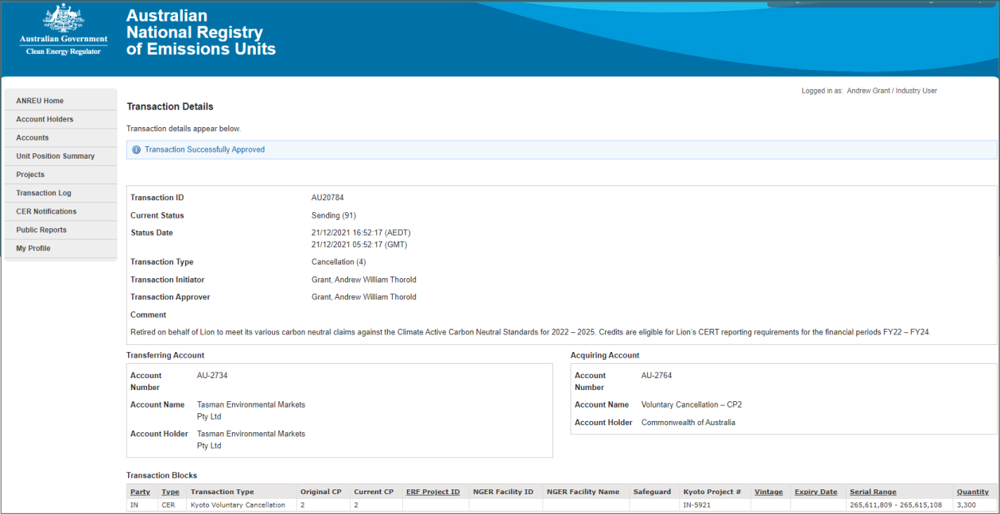 Australian Government
Clean Energy Regulator
Australian
National Registry
of Emissions Units
Logged in as: Andrew Grant / Industry User
ANREU Home
Account Holders
Accounts
Unit Position Summary
Projects
Transaction Log
CER Notifications
Public Reports
My Profile
Transaction Details
Transaction details appear below.
Transaction Successfully Approved
Transaction ID AU20784
Current Status Sending (91)
Status Date 21/12/2021 16:52:17 (AEDT)
21/12/2021 05:52:17 (GMT)
Transaction Type Cancellation (4)
Transaction Initiator Grant, Andrew William Thorold
Transaction Approver Grant, Andrew William Thorold
Comment
Retired on behalf of Lion to meet its various carbon neutral claims against the Climate Active Carbon Neutral Standards for 2022 – 2025. Credits are eligible for Lion's CERT reporting requirements for the financial periods FY22 – FY24.
Transferring Account
Account Number AU-2734
Account Name Tasman Environmental Markets
Pty Ltd
Account Holder Tasman Environmental Markets
Pty Ltd
Acquiring Account
Account Number AU-2764
Account Name Voluntary Cancellation – CP2
Account Holder Commonwealth of Australia
Transaction Blocks
Party Type Transaction Type Original CP Current CP ERF Project ID NGER Facility ID NGER Facility Name Safeguard Kyoto Project # Vintage Expiry Date Serial Range Quantity
IN CER Kyoto Voluntary Cancellation 2 2 IN-5921 265,611,809 - 265,615,108 3,300